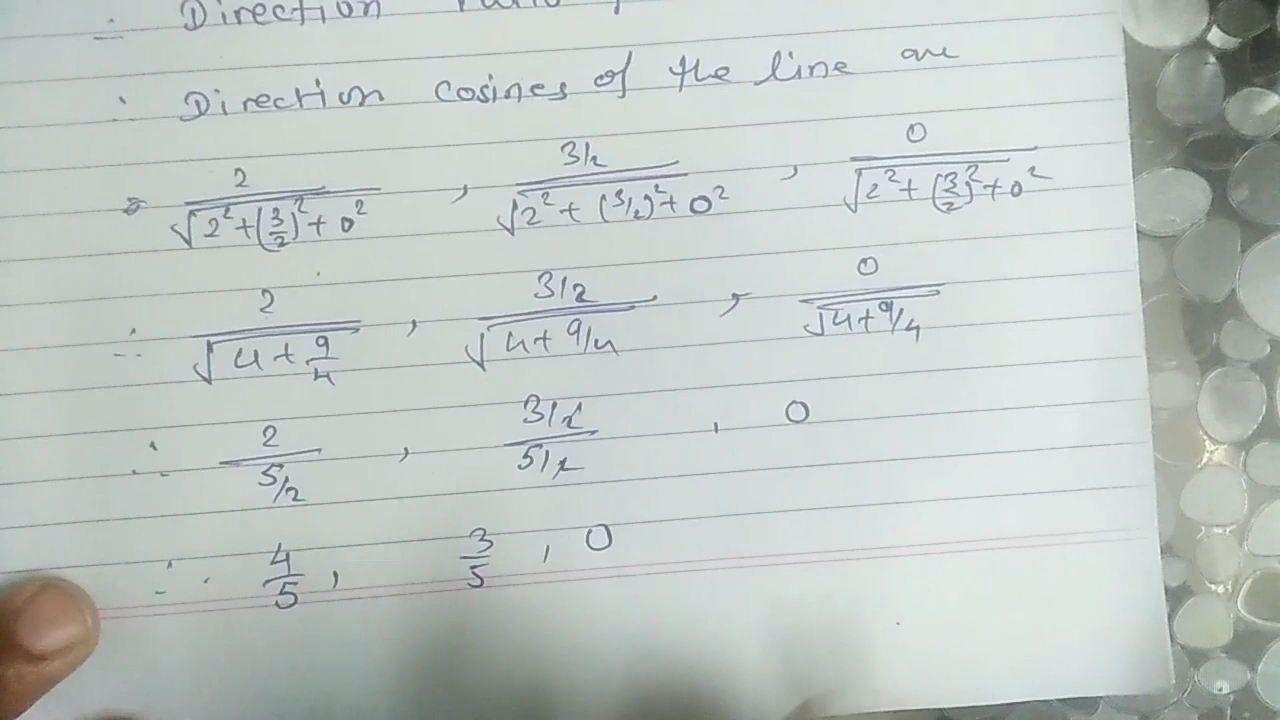 ∴ Direction
∴ Direction cosines of the line are
2/√(2²+(3/2)²+0²) , 3/2/√(2²+(3/2)²+0²) , 0/√(2²+(3/2)²+0²)
∴ 2/√(4+9/4) , 3/2/√(4+9/4) , 0/√(4+9/4)
∴ 2/5/2 , 3/2/5/2 , 0
∴ 4/5 , 3/5 , 0